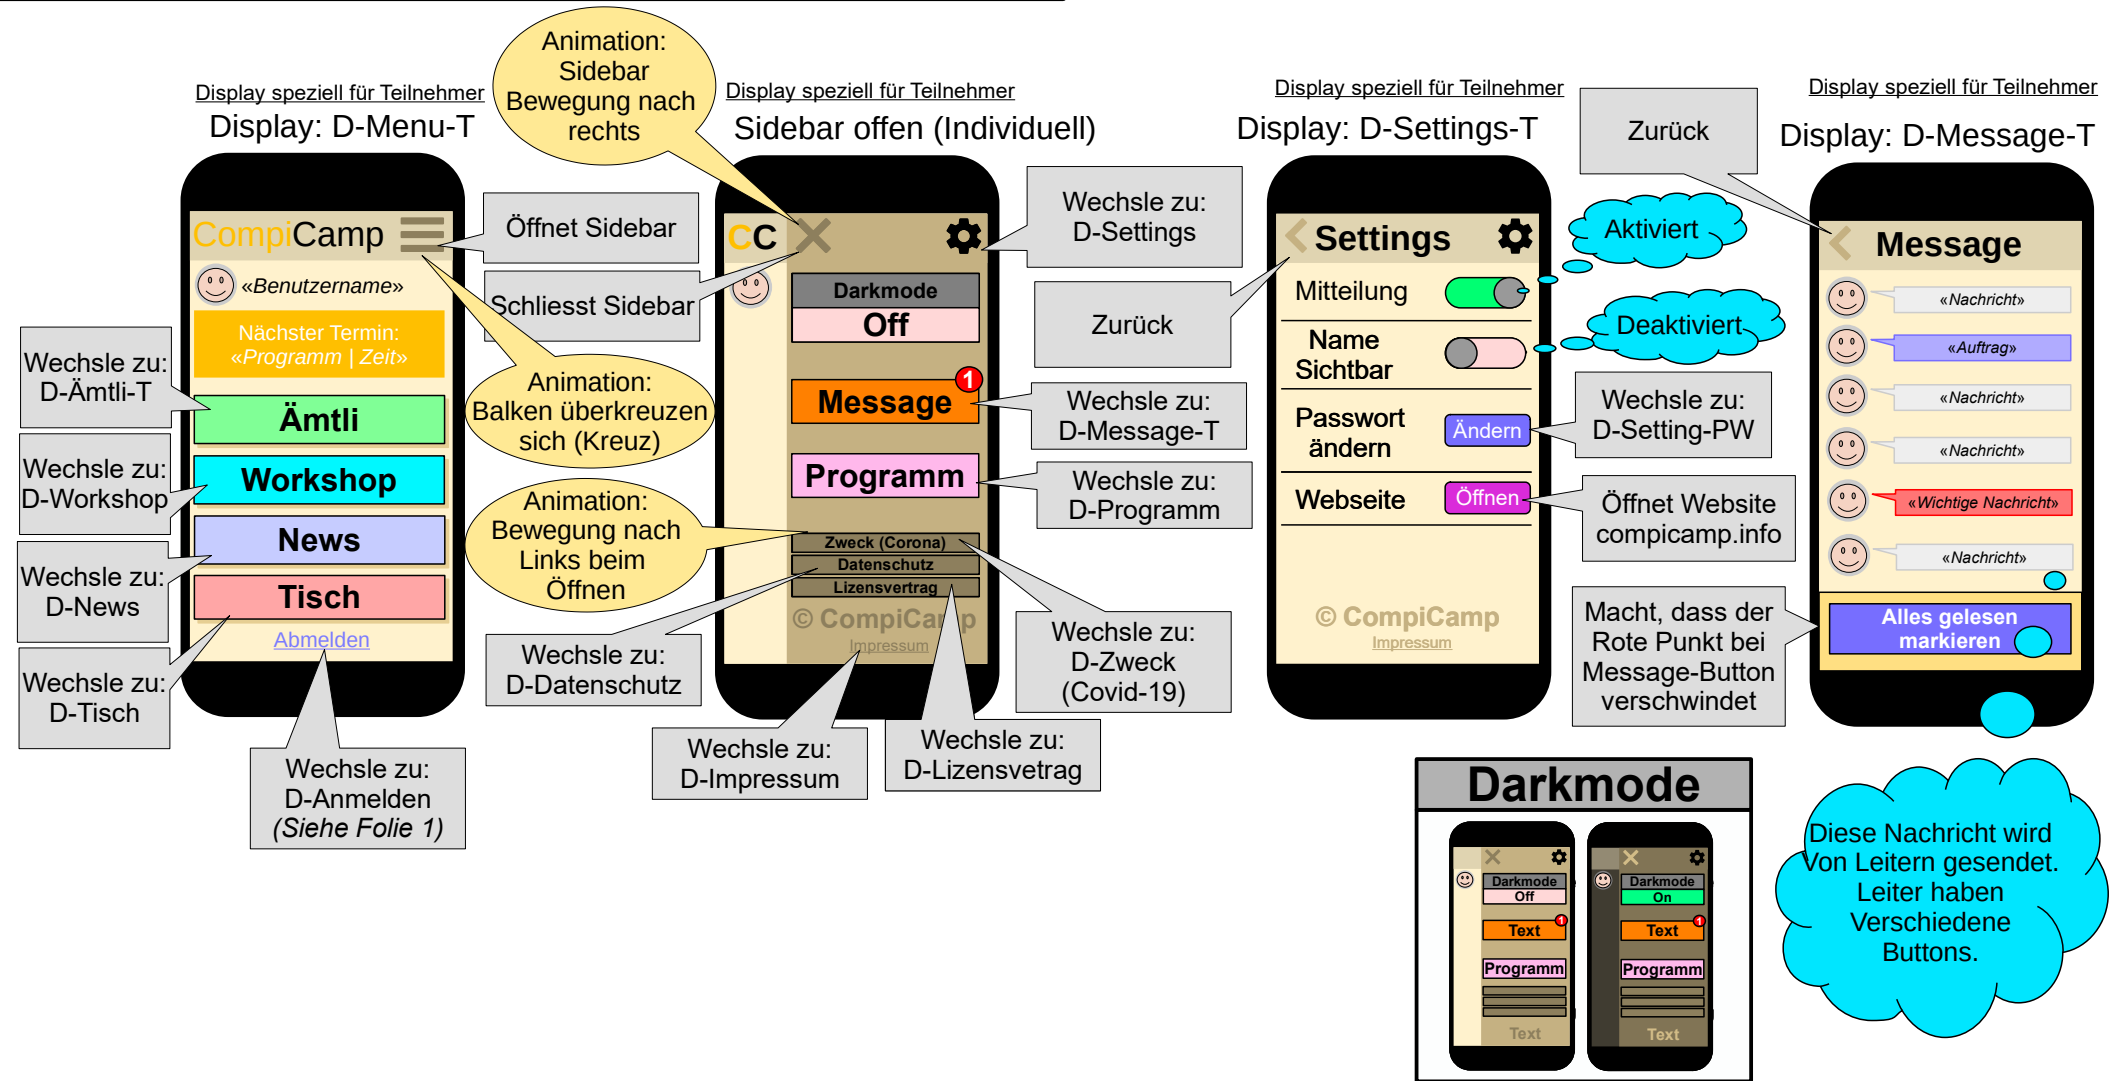 Display speziell für Teilnehmer
Display: D-Menu-T
CompiCamp
«Benutzername»
Nächster Termin:
«Programm | Zeit»
Ämtli
Workshop
News
Tisch
Abmelden
Wechsle zu:
D-Ämtli-T
Wechsle zu:
D-Workshop
Wechsle zu:
D-News
Wechsle zu:
D-Tisch
Wechsle zu:
D-Anmelden
(Siehe Folie 1)
Animation:
Sidebar
Bewegung nach
rechts
Öffnet Sidebar
Schliesst Sidebar
Animation:
Balken überkreuzen
sich (Kreuz)
Animation:
Bewegung nach
Links beim
Öffnen
Display speziell für Teilnehmer
Sidebar offen (Individuell)
CC
Darkmode
Off
Message
1
Programm
Zweck (Corona)
Datenschutz
Lizensvertrag
© CompiCamp
Impressum
Wechsle zu:
D-Settings
Zurück
Wechsle zu:
D-Message-T
Wechsle zu:
D-Programm
Wechsle zu:
D-Zweck
(Covid-19)
Wechsle zu:
D-Datenschutz
Wechsle zu:
D-Impressum
Wechsle zu:
D-Lizensvetrag
Display speziell für Teilnehmer
Display: D-Settings-T
Settings
Mitteilung
Name
Sichtbar
Passwort
ändern
Ändern
Webseite
Öffnen
© CompiCamp
Impressum
Aktiviert
Deaktiviert
Wechsle zu:
D-Setting-PW
Öffnet Website
compicamp.info
Zurück
Display speziell für Teilnehmer
Display: D-Message-T
Message
«Nachricht»
«Auftrag»
«Nachricht»
«Nachricht»
«Wichtige Nachricht»
«Nachricht»
Alles gelesen
markieren
Macht, dass der
Rote Punkt bei
Message-Button
verschwindet
Diese Nachricht wird
Von Leitern gesendet.
Leiter haben
Verschiedene
Buttons.
Darkmode
Darkmode
Off
Text
1
Programm
Text
Darkmode
On
Text
1
Programm
Text